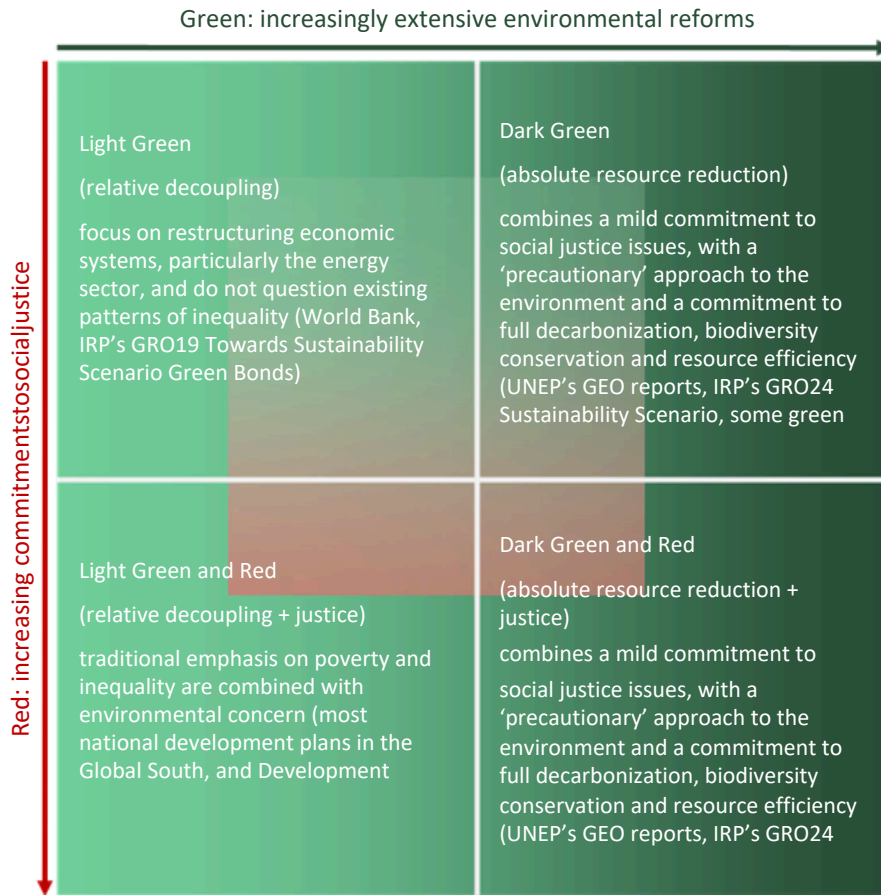 Green: increasingly extensive environmental reforms
Red: increasing commitmentstosocialjustice
Light Green
(relative decoupling)
focus on restructuring economic
systems, particularly the energy
sector, and do not question existing
patterns of inequality (World Bank,
IRP's GRO19 Towards Sustainability
Scenario Green Bonds)
Dark Green
(absolute resource reduction)
combines a mild commitment to
social justice issues, with a
‘precautionary’ approach to the
environment and a commitment to
full decarbonization, biodiversity
conservation and resource efficiency
(UNEP’s GEO reports, IRP’s GRO24
Sustainability Scenario, some green
Light Green and Red
(relative decoupling + justice)
traditional emphasis on poverty and
inequality are combined with
environmental concern (most
national development plans in the
Global South, and Development
Dark Green and Red
(absolute resource reduction +
justice)
combines a mild commitment to
social justice issues, with a
‘precautionary’ approach to the
environment and a commitment to
full decarbonization, biodiversity
conservation and resource efficiency
(UNEP’s GEO reports, IRP’s GRO24